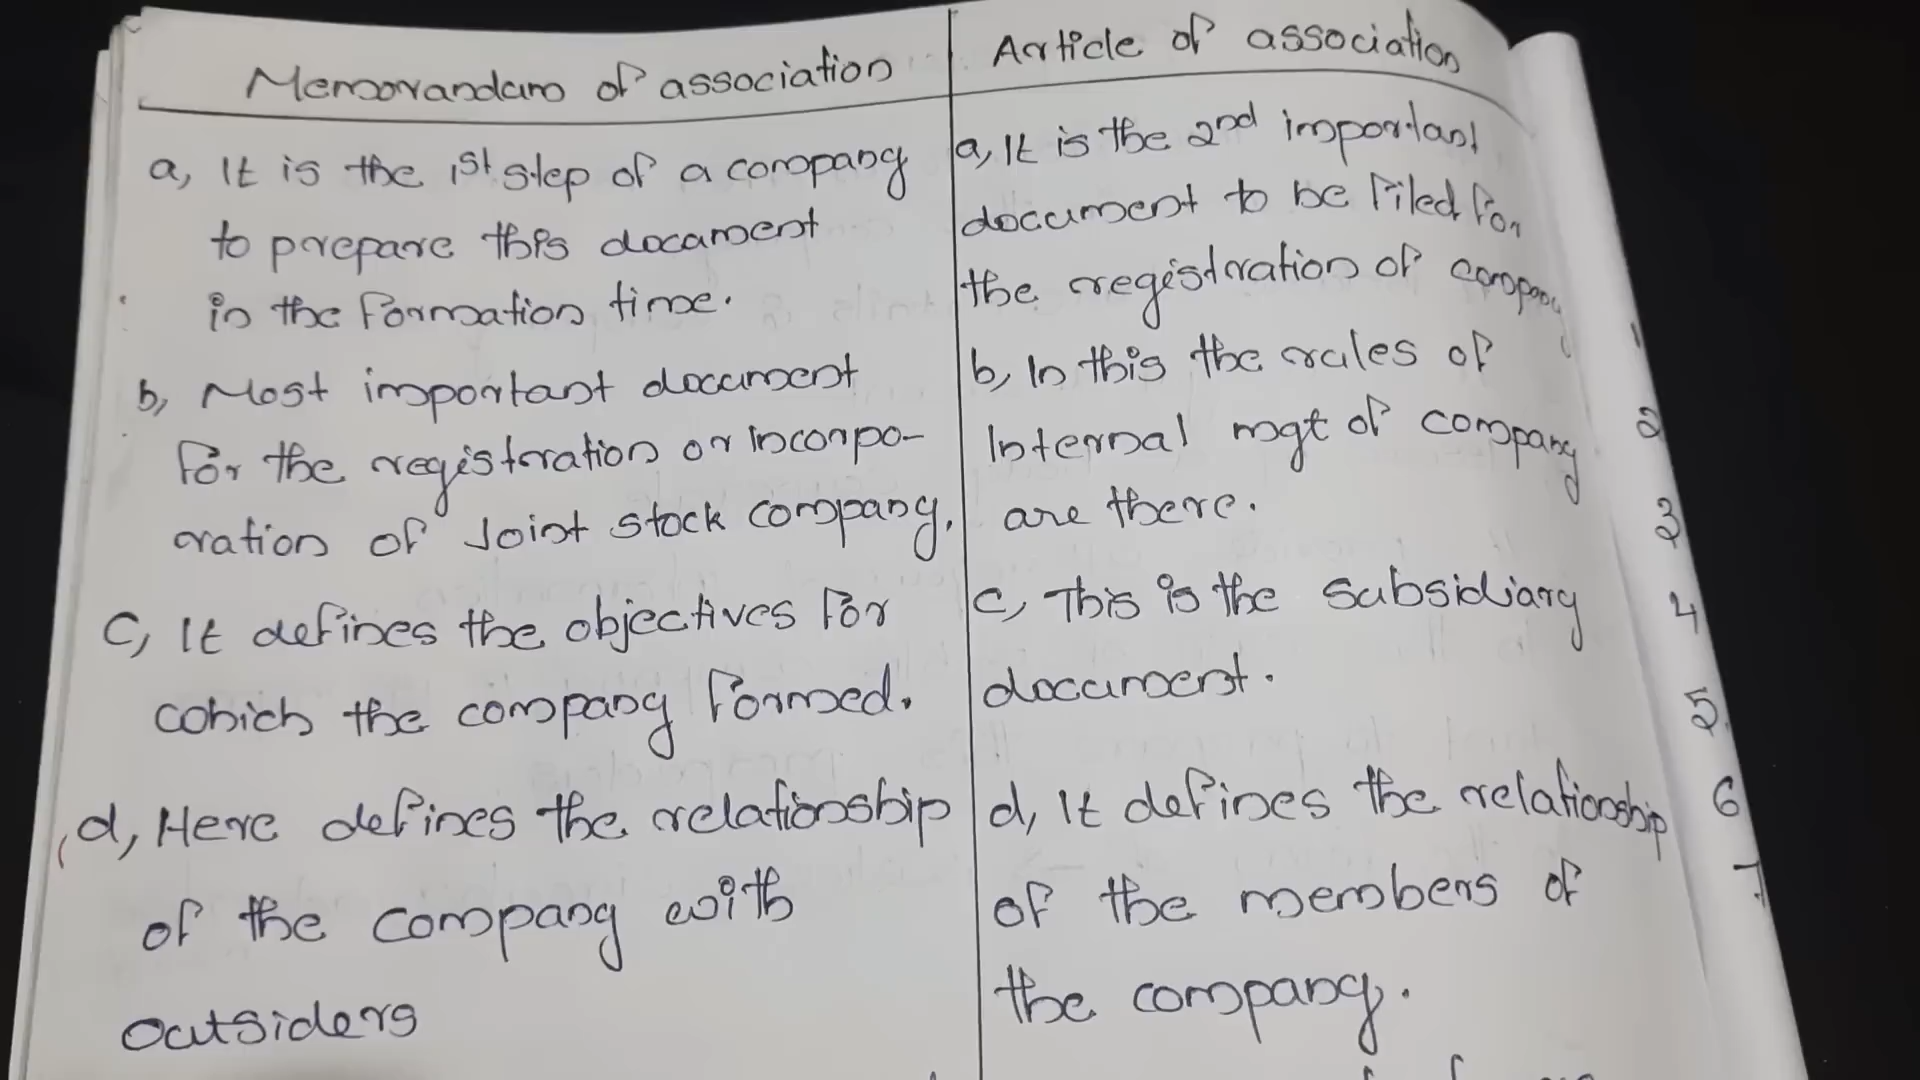 Memorandum of association
a, It is the 1st step of a company
to prepare this document
in the formation time.
b, Most important document
for the registration or incorpo-
ration of Joint stock company.
c, It defines the objectives for
which the company formed.
d, Here defines the relationship
of the company with
outsiders
Article of association
a, It is the 2nd important
document to be filed for
the registration of company
b, In this the rules of
Internal mgt of company
are there.
c, This is the subsidiary
document.
d, It defines the relationship
of the members of
the company.
1
2
3
4
5.
6
7